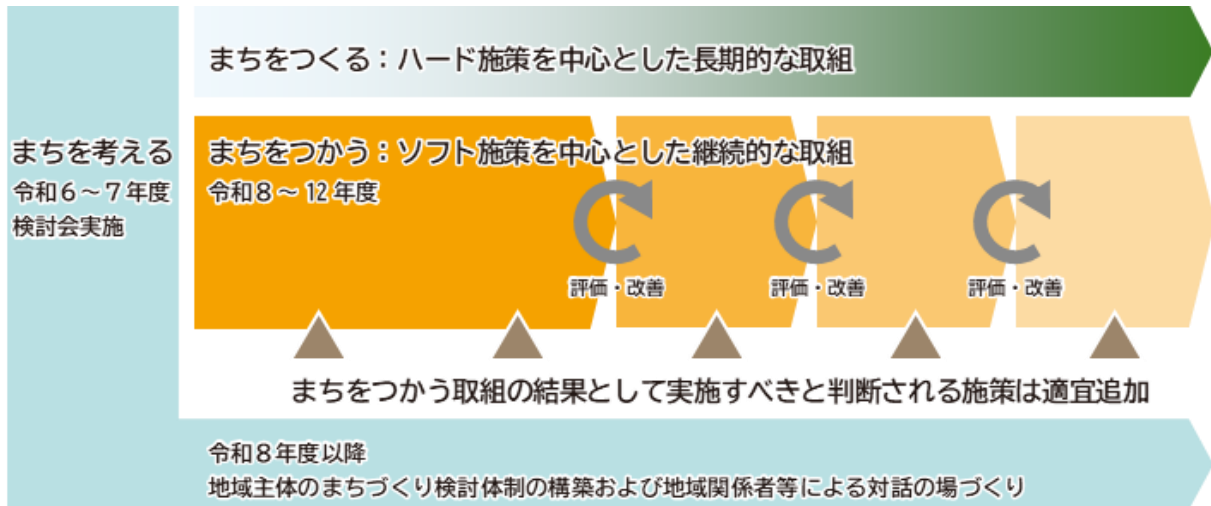 まちを考える
令和6～7年度
検討会実施
まちをつくる：ハード施策を中心とした長期的な取組
まちをつかう：ソフト施策を中心とした継続的な取組
令和8～12年度
評価・改善
評価・改善
評価・改善
まちをつかう取組の結果として実施すべきと判断される施策は適宜追加
令和8年度以降
地域主体のまちづくり検討体制の構築および地域関係者等による対話の場づくり